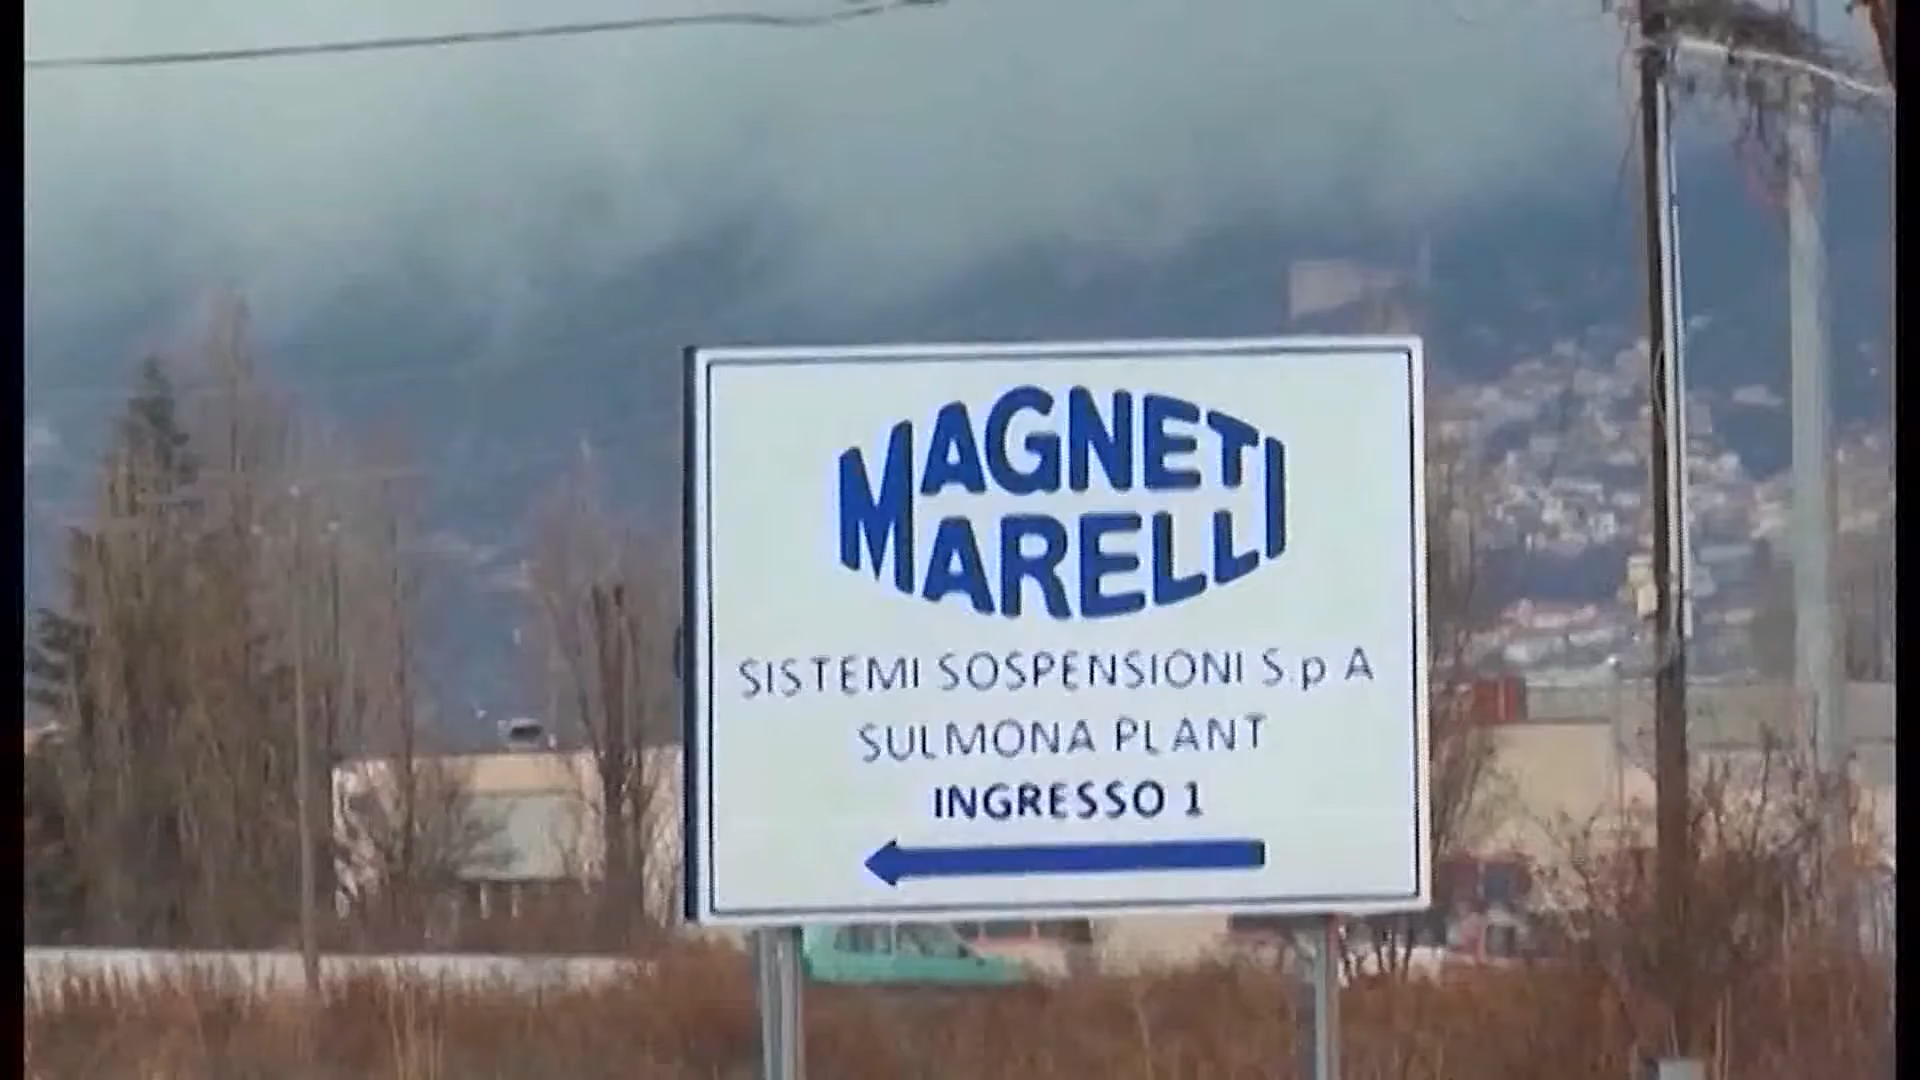 MAGNETI
MARELLI
SISTEMI SOSPENSIONI S.p A
SULMONA PLANT
INGRESSO 1